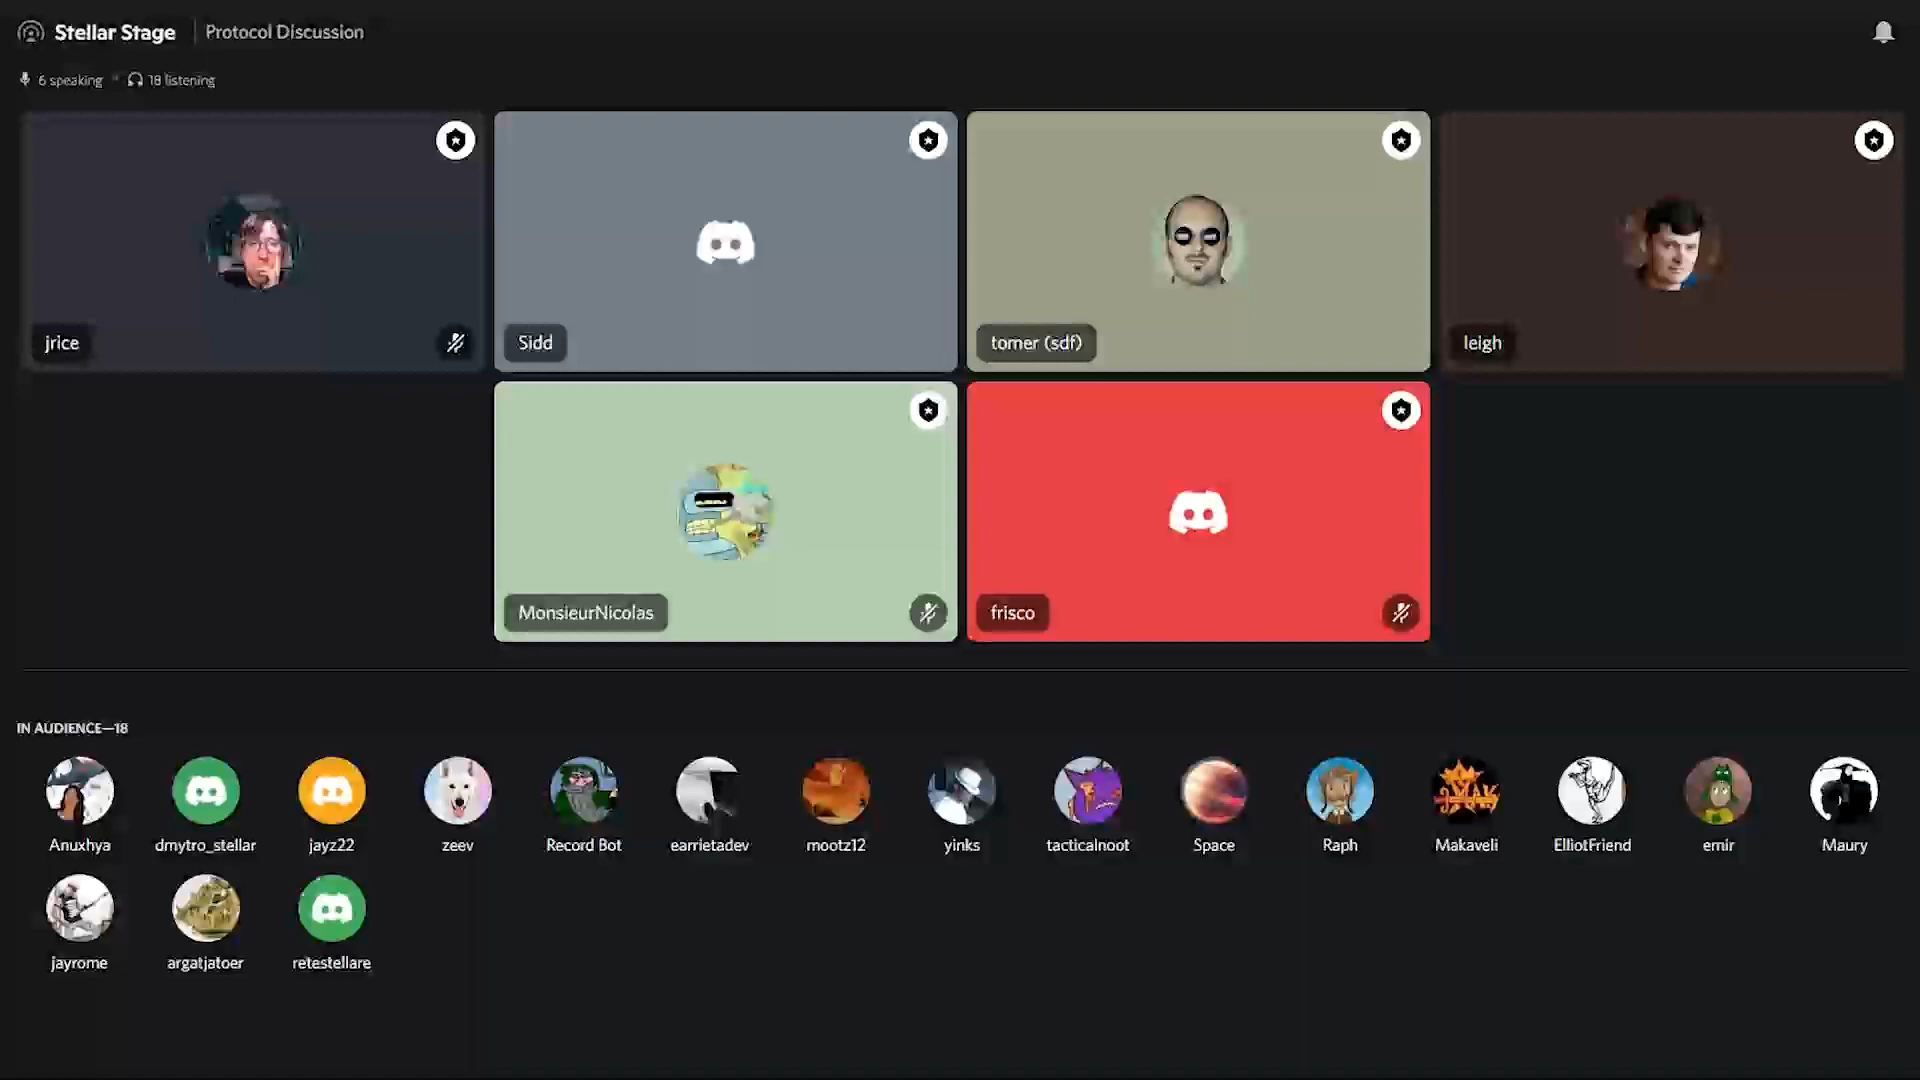 Stellar Stage Protocol Discussion
6 speaking 18 listening
jrice
Sidd
tomer (sdf)
leigh
MonsieurNicolas
frisco
IN AUDIENCE—18
Anuxhya dmytro_stellar jayz22 zeev Record Bot earrietadev mootz12 yinks tacticalnoot Space Raph Makaveli ElliotFriend emir Maury
jayrome argatjatoer retestellare